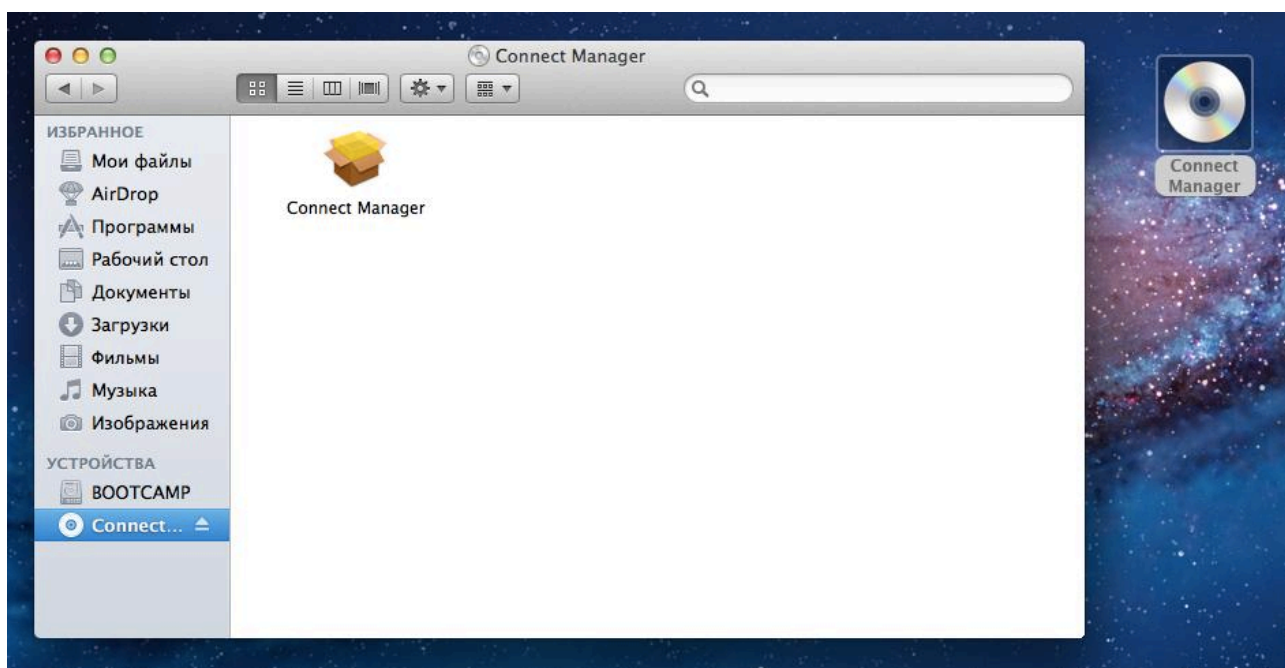 Connect Manager
ИЗБРАННОЕ
Мои файлы
AirDrop
Программы
Рабочий стол
Документы
Загрузки
Фильмы
Музыка
Изображения
УСТРОЙСТВА
BOOTCAMP
Connect...
Connect Manager
Connect
Manager